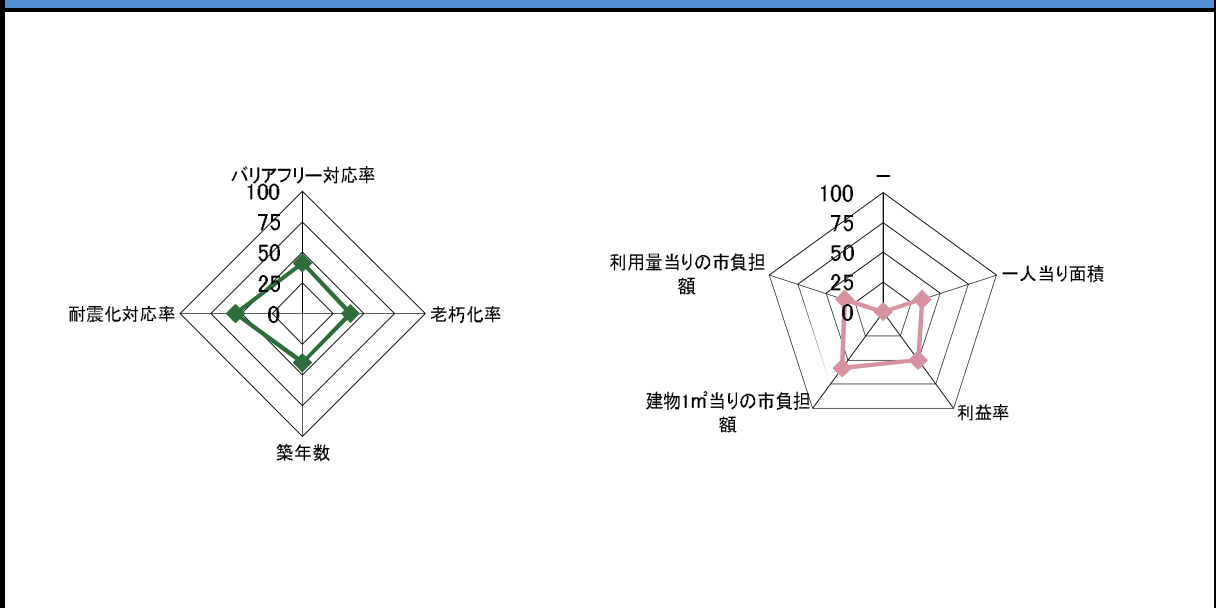 バリアフリー対応率
100
75
50
25
0
耐震化対応率
老朽化率
築年数
ー
100
75
50
25
0
利用量当りの市負担
額
一人当り面積
建物1㎡当りの市負担
額
利益率